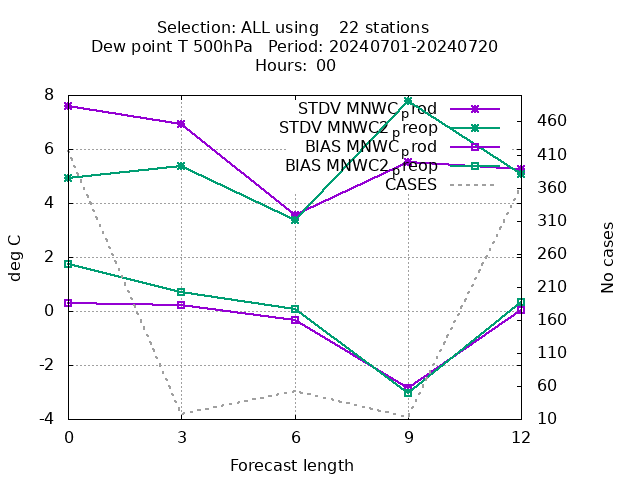 Selection: ALL using    22 stations
Dew point T 500hPa   Period: 20240701-20240720
Hours:  00
STDV MNWC_prod
STDV MNWC2_preop
BIAS MNWC_prod
BIAS MNWC2_preop
CASES
8
6
4
2
0
-2
-4
460
410
360
310
260
210
160
110
60
10
deg C
No cases
0 3 6 9 12
Forecast length